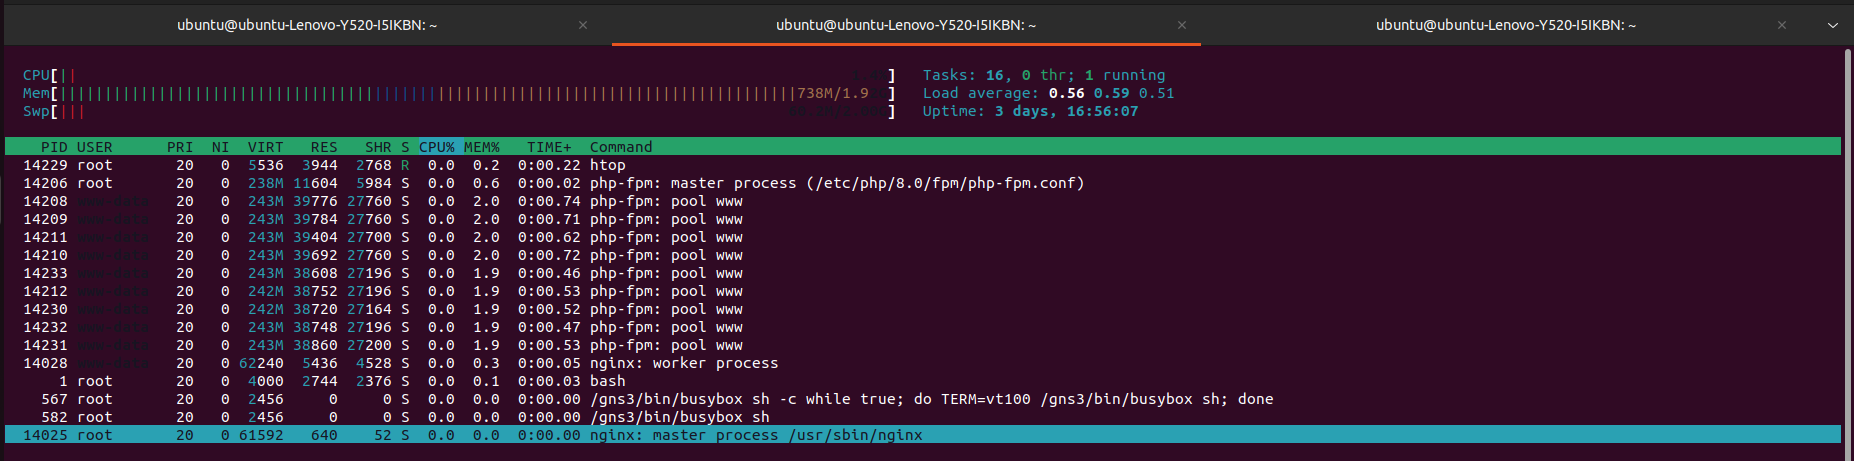 ubuntu@ubuntu-Lenovo-Y520-I5IKBN: ~ × ubuntu@ubuntu-Lenovo-Y520-I5IKBN: ~ × ubuntu@ubuntu-Lenovo-Y520-I5IKBN: ~ ×
CPU[|| ] Tasks: 16, 0 thr; 1 running
Mem[||||||||||||||||||||||||||||||||||||||||||||||||||||||||||||||||||||||||||||||||||738M/1.9 ] Load average: 0.56 0.59 0.51
Swp[||| ] Uptime: 3 days, 16:56:07
PID USER PRI NI VIRT RES SHR S CPU% MEM% TIME+ Command
14229 root 20 0 5536 3944 2768 R 0.0 0.2 0:00.22 htop
14206 root 20 0 238M 11604 5984 S 0.0 0.6 0:00.02 php-fpm: master process (/etc/php/8.0/fpm/php-fpm.conf)
14208 20 0 243M 39776 27760 S 0.0 2.0 0:00.74 php-fpm: pool www
14209 20 0 243M 39784 27760 S 0.0 2.0 0:00.71 php-fpm: pool www
14211 20 0 243M 39404 27700 S 0.0 2.0 0:00.62 php-fpm: pool www
14210 20 0 243M 39692 27760 S 0.0 2.0 0:00.72 php-fpm: pool www
14233 20 0 243M 38608 27196 S 0.0 1.9 0:00.46 php-fpm: pool www
14212 20 0 242M 38752 27196 S 0.0 1.9 0:00.53 php-fpm: pool www
14230 20 0 242M 38720 27164 S 0.0 1.9 0:00.52 php-fpm: pool www
14232 20 0 243M 38748 27196 S 0.0 1.9 0:00.47 php-fpm: pool www
14231 20 0 243M 38860 27200 S 0.0 1.9 0:00.53 php-fpm: pool www
14028 20 0 62240 5436 4528 S 0.0 0.3 0:00.05 nginx: worker process
1 root 20 0 4000 2744 2376 S 0.0 0.1 0:00.03 bash
567 root 20 0 2456 0 0 S 0.0 0.0 0:00.00 /gns3/bin/busybox sh -c while true; do TERM=vt100 /gns3/bin/busybox sh; done
582 root 20 0 2456 0 0 S 0.0 0.0 0:00.00 /gns3/bin/busybox sh
14025 root 20 0 61592 640 52 S 0.0 0.0 0:00.00 nginx: master process /usr/sbin/nginx